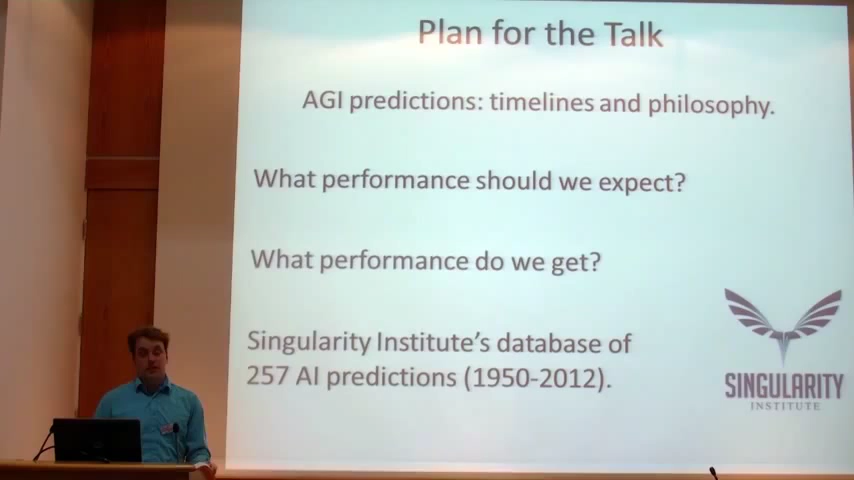 Plan for the Talk
AGI predictions: timelines and philosophy.
What performance should we expect?
What performance do we get?
Singularity Institute's database of
257 AI predictions (1950-2012).
SINGULARITY
INSTITUTE